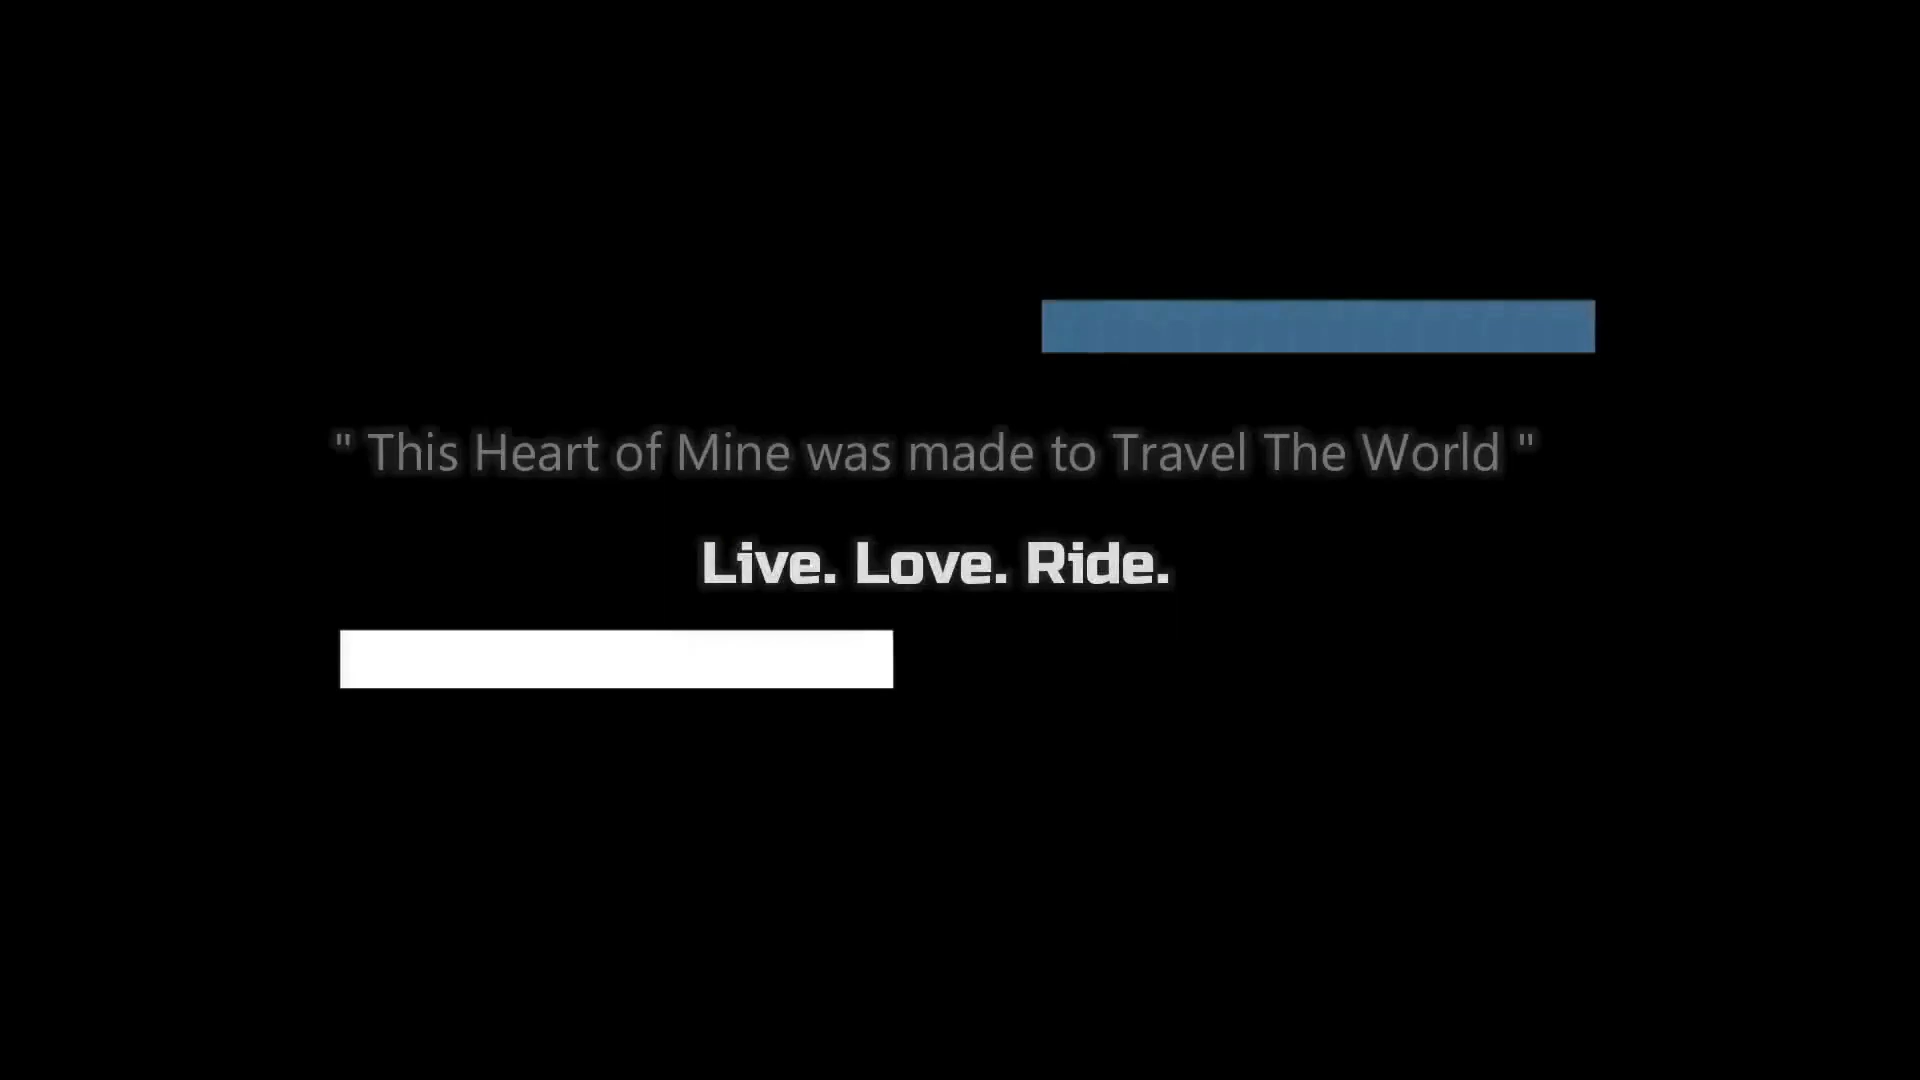 " This Heart of Mine was made to Travel The World "
Live. Love. Ride.